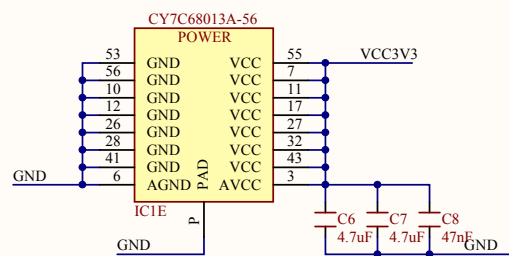 CY7C68013A-56
POWER
53 GND VCC 55 VCC3V3
56 GND VCC 7
10 GND VCC 11
12 GND VCC 17
26 GND VCC 27
28 GND VCC 32
41 GND VCC 43
GND 6 AGND PAD AVCC 3
IC1E P
C6 C7 C8
4.7uF 4.7uF 47nF
GND GND